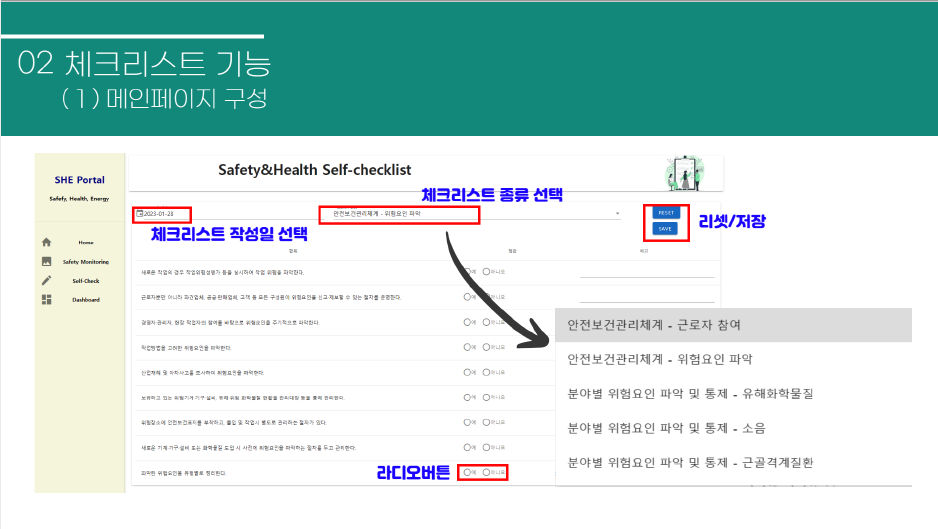 02 체크리스트 기능
(1) 메인페이지 구성
SHE Portal
Safety, Health, Energy
Home
Safety Monitoring
Self-Check
Dashboard
Safety&Health Self-checklist
체크리스트 종류 선택
2023-01-28
안전보건관리체계 - 위험요인 파악
RESET
SAVE
리셋/저장
체크리스트 작성일 선택
항목
점검
비고
새로운 작업의 경우 작업위험성평가 등을 실시하여 작업 위험을 파악한다.
예 아니오
근로자뿐만 아니라 파견업체, 공급·판매업체, 고객 등 모든 구성원이 위험요인을 신고·제보할 수 있는 절차를 운영한다.
예 아니오
경영자·관리자, 현장 작업자의 참여를 바탕으로 위험요인을 주기적으로 파악한다.
예 아니오
작업방법을 고려한 위험요인을 파악한다.
예 아니오
산업재해 및 아차사고를 조사하여 위험요인을 파악한다.
예 아니오
보유하고 있는 위험기계·기구·설비, 유해·위험 화학물질 현황을 관리대장 등을 통해 관리한다.
예 아니오
위험장소에 안전보건표지를 부착하고, 출입 및 작업시 별도로 관리하는 절차가 있다.
예 아니오
새로운 기계·기구·설비 또는 화학물질 도입 시 사전에 위험요인을 파악하는 절차를 두고 관리한다.
예 아니오
파악한 위험요인을 유형별로 정리한다.
예 아니오
라디오버튼
안전보건관리체계 - 근로자 참여
안전보건관리체계 - 위험요인 파악
분야별 위험요인 파악 및 통제 - 유해화학물질
분야별 위험요인 파악 및 통제 - 소음
분야별 위험요인 파악 및 통제 - 근골격계질환